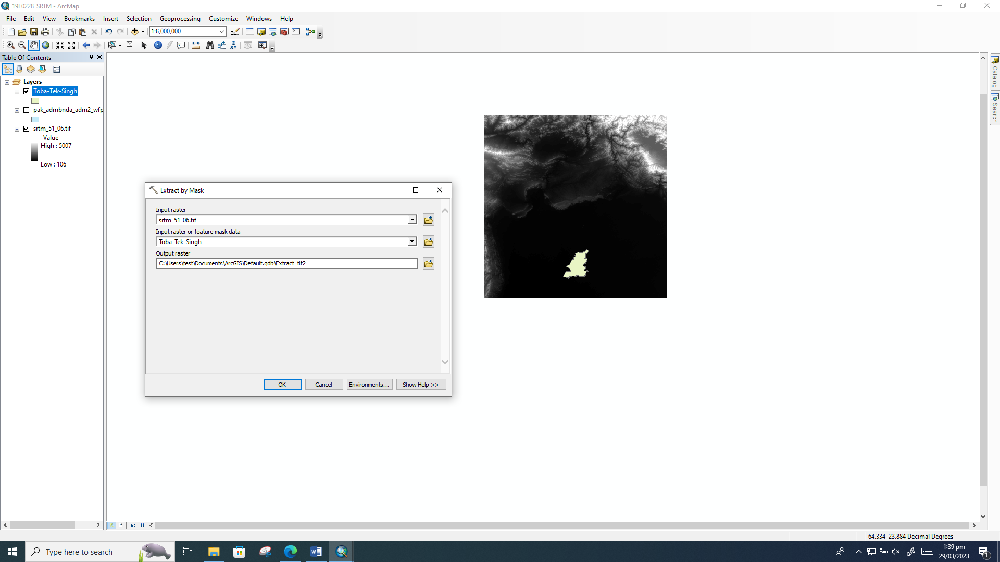 19F0228_SRTM - ArcMap
File Edit View Bookmarks Insert Selection Geoprocessing Customize Windows Help
1:6,000,000
Table Of Contents
Layers
Toba-Tek-Singh
pak_admbnda_adm2_wfp
srtm_51_06.tif
Value
High : 5007
Low : 106
Extract by Mask
Input raster
srtm_51_06.tif
Input raster or feature mask data
Toba-Tek-Singh
Output raster
C:\Users\test\Documents\ArcGIS\Default.gdb\Extract_tif2
OK Cancel Environments... Show Help >>
Catalog
Search
64.334 23.884 Decimal Degrees
Type here to search
1:39 pm
29/03/2023
1